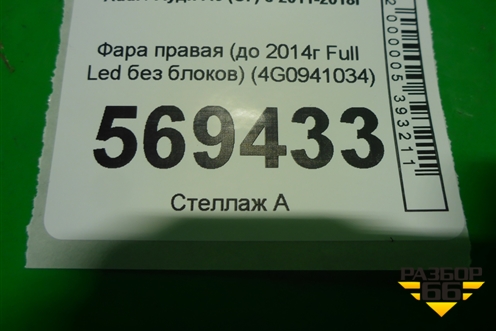 Фара правая (до 2014г Full
Led без блоков) (4G0941034)
569433
Стеллаж А
2000005393211
РАЗБОР
66